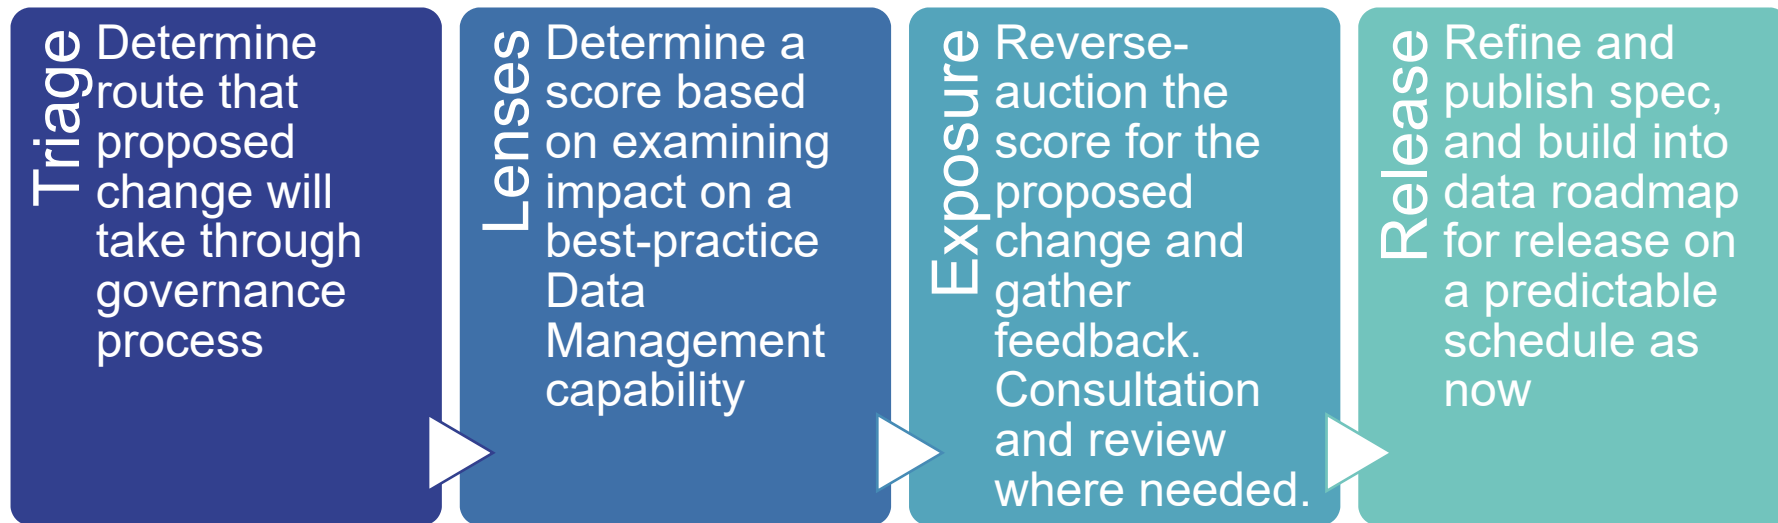 Triage
Determine
route that
proposed
change will
take through
governance
process
Lenses
Determine a
score based
on examining
impact on a
best-practice
Data
Management
capability
Exposure
Reverse-
auction the
score for the
proposed
change and
gather
feedback.
Consultation
and review
where needed.
Release
Refine and
publish spec,
and build into
data roadmap
for release on
a predictable
schedule as
now